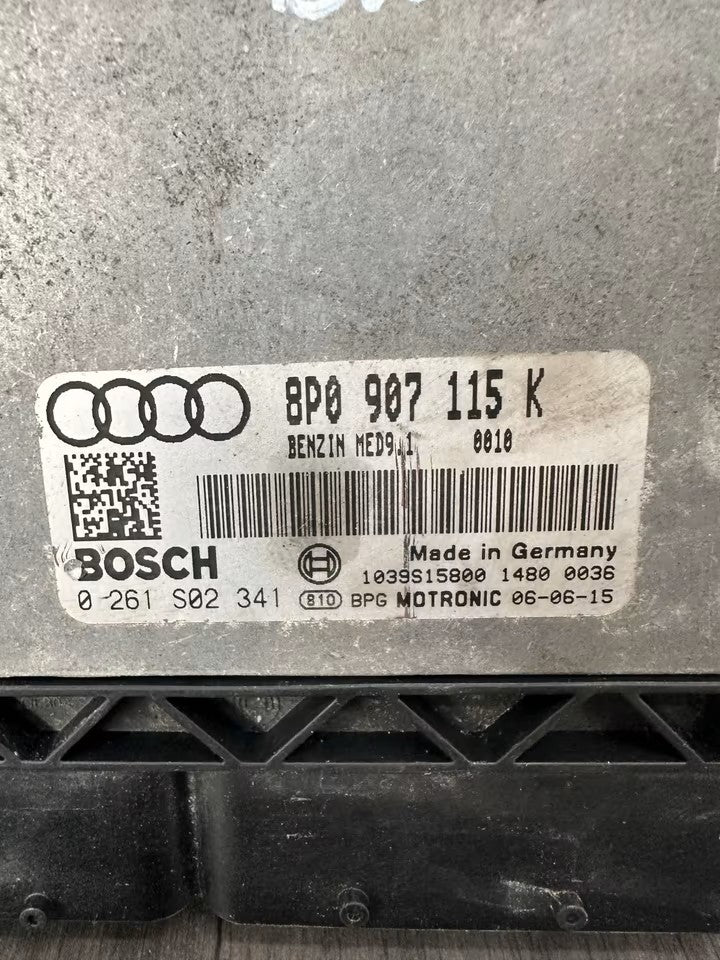 8P0 907 115 K
BENZIN MED9.1 0010
BOSCH
Made in Germany
1039S15800 1480 0036
0 261 S02 341 810 BPG MOTRONIC 06-06-15